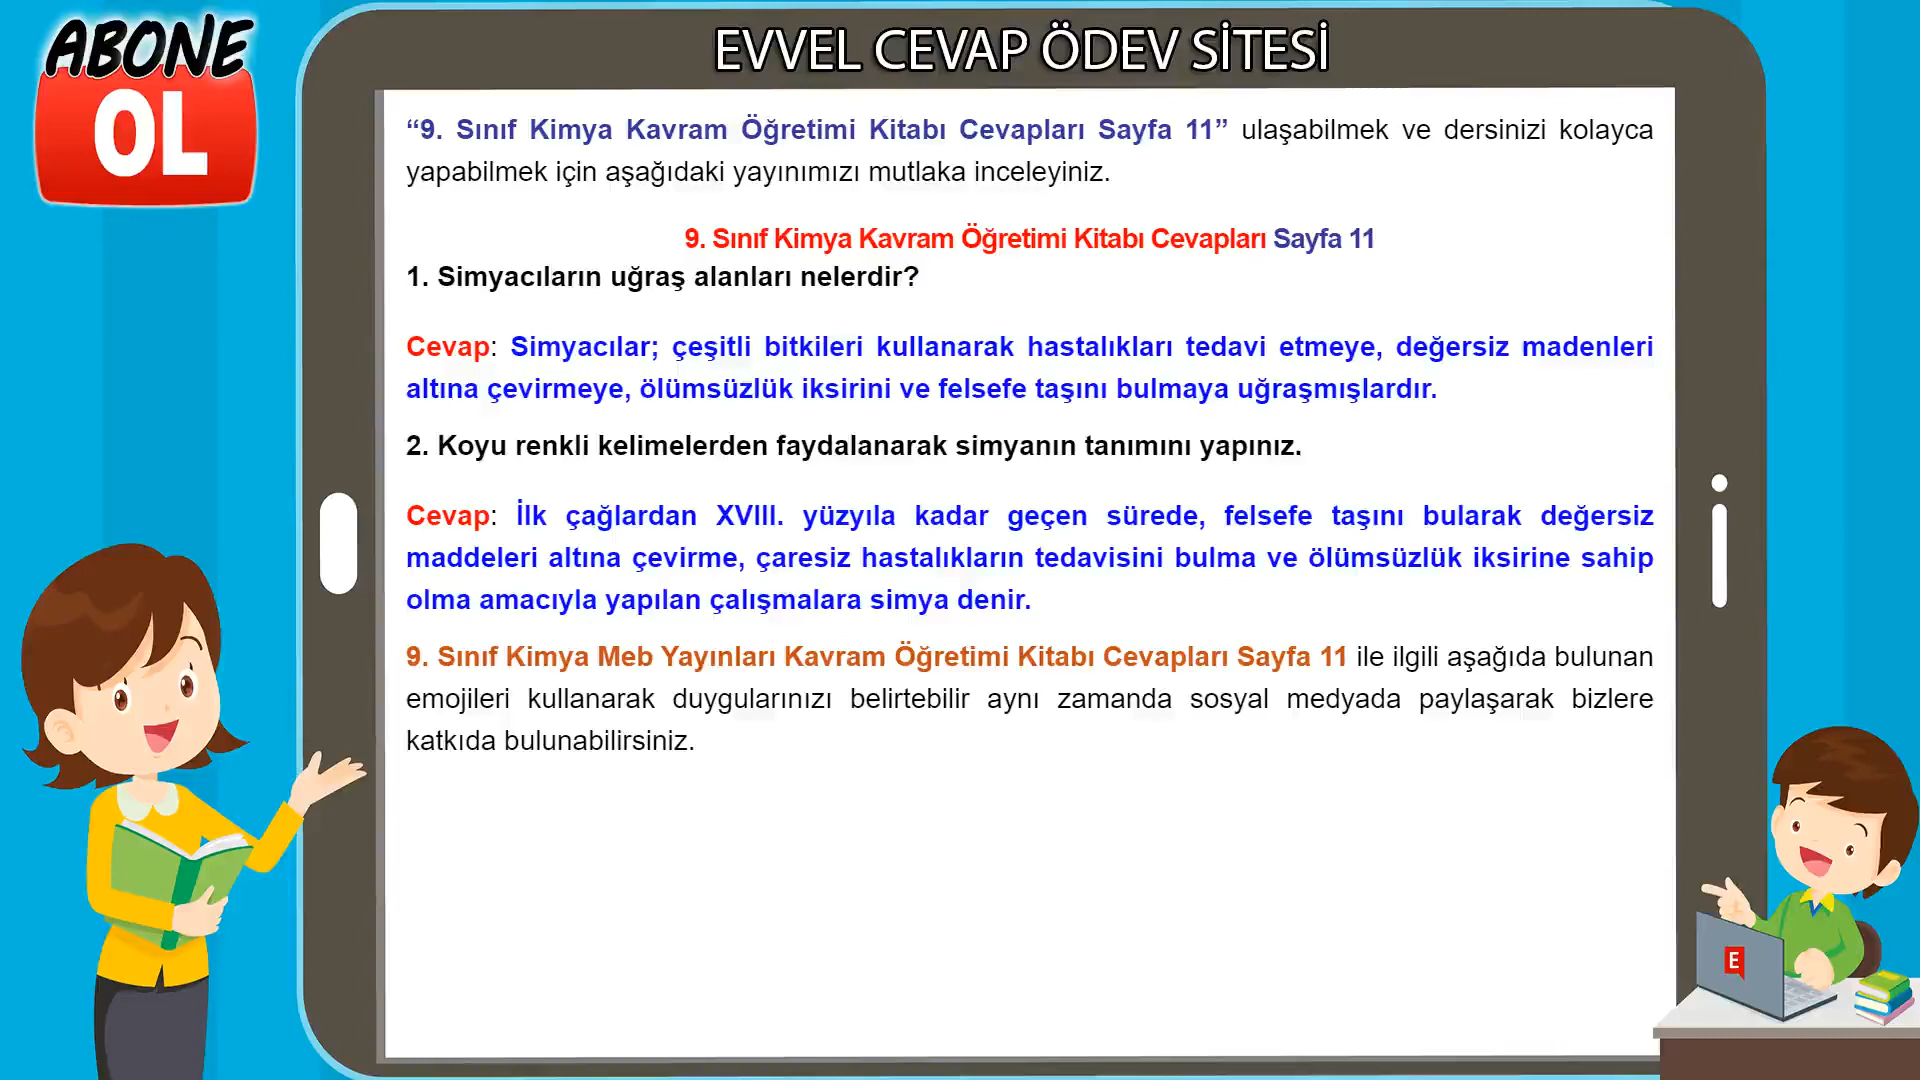 ABONE
OL
EVVEL CEVAP ÖDEV SİTESİ
“9. Sınıf Kimya Kavram Öğretimi Kitabı Cevapları Sayfa 11” ulaşabilmek ve dersinizi kolayca
yapabilmek için aşağıdaki yayınımızı mutlaka inceleyiniz.
9. Sınıf Kimya Kavram Öğretimi Kitabı Cevapları Sayfa 11
1. Simyacıların uğraş alanları nelerdir?
Cevap: Simyacılar; çeşitli bitkileri kullanarak hastalıkları tedavi etmeye, değersiz madenleri
altına çevirmeye, ölümsüzlük iksirini ve felsefe taşını bulmaya uğraşmışlardır.
2. Koyu renkli kelimelerden faydalanarak simyanın tanımını yapınız.
Cevap: İlk çağlardan XVIII. yüzyıla kadar geçen sürede, felsefe taşını bularak değersiz
maddeleri altına çevirme, çaresiz hastalıkların tedavisini bulma ve ölümsüzlük iksirine sahip
olma amacıyla yapılan çalışmalara simya denir.
9. Sınıf Kimya Meb Yayınları Kavram Öğretimi Kitabı Cevapları Sayfa 11 ile ilgili aşağıda bulunan
emojileri kullanarak duygularınızı belirtebilir aynı zamanda sosyal medyada paylaşarak bizlere
katkıda bulunabilirsiniz.
E